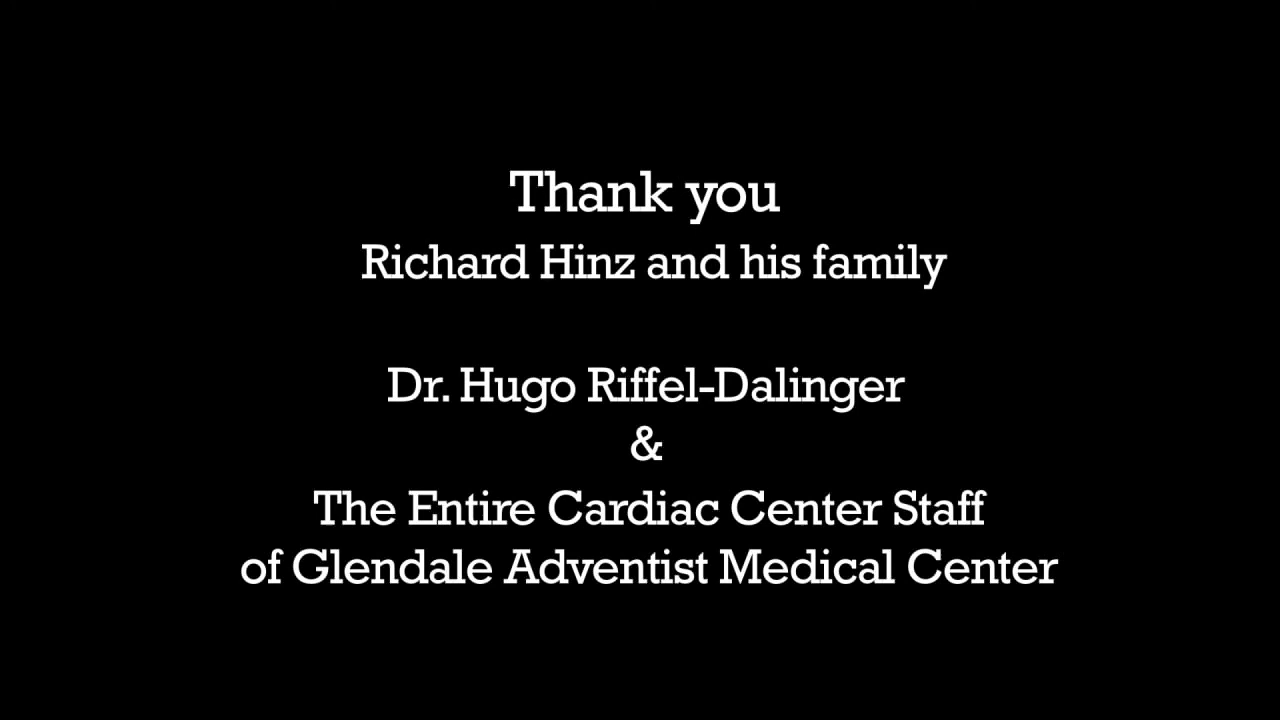 Thank you
Richard Hinz and his family
Dr. Hugo Riffel-Dalinger
&
The Entire Cardiac Center Staff
of Glendale Adventist Medical Center